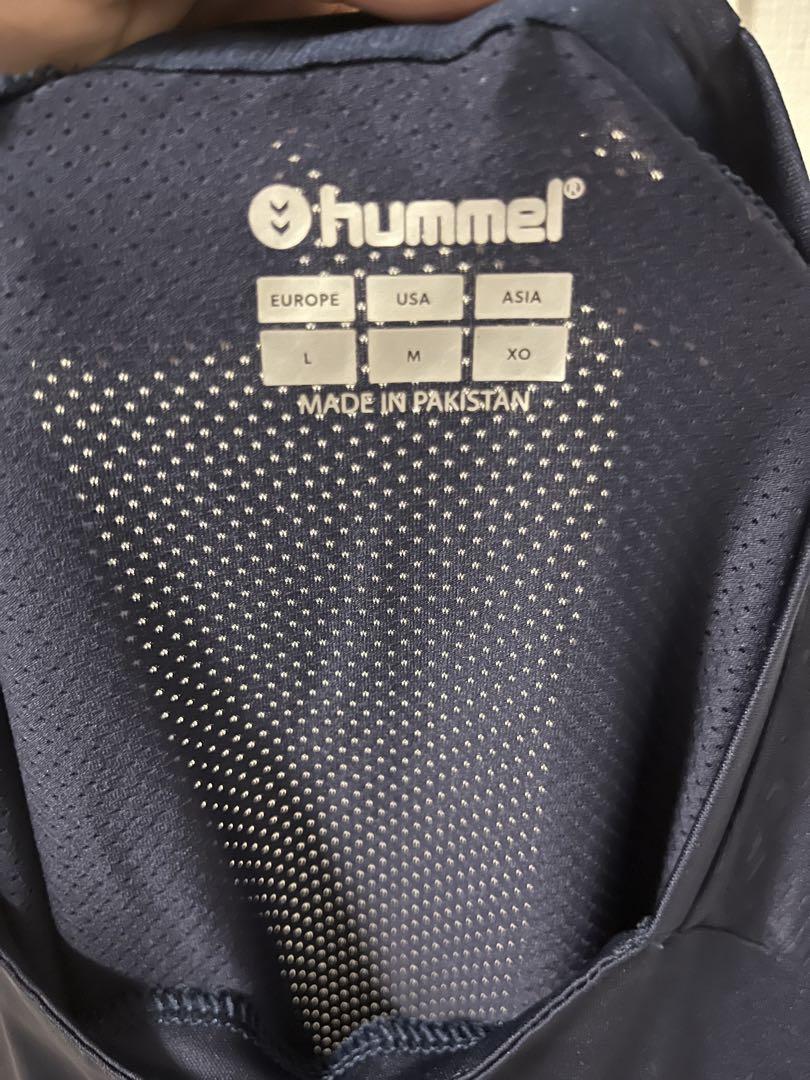 hummel®
EUROPE USA ASIA
L M XO
MADE IN PAKISTAN